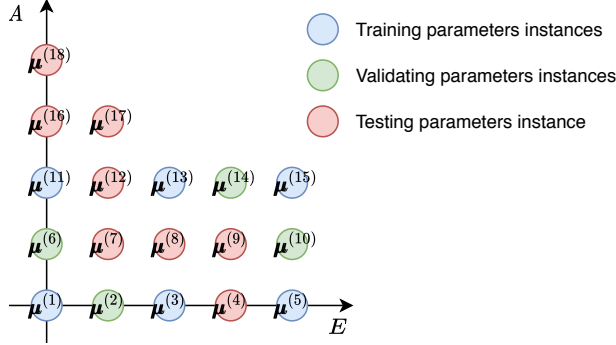 A
Training parameters instances
Validating parameters instances
Testing parameters instance
μ^(18)
μ^(16) μ^(17)
μ^(11) μ^(12) μ^(13) μ^(14) μ^(15)
μ^(6) μ^(7) μ^(8) μ^(9) μ^(10)
μ^(1) μ^(2) μ^(3) μ^(4) μ^(5)
E